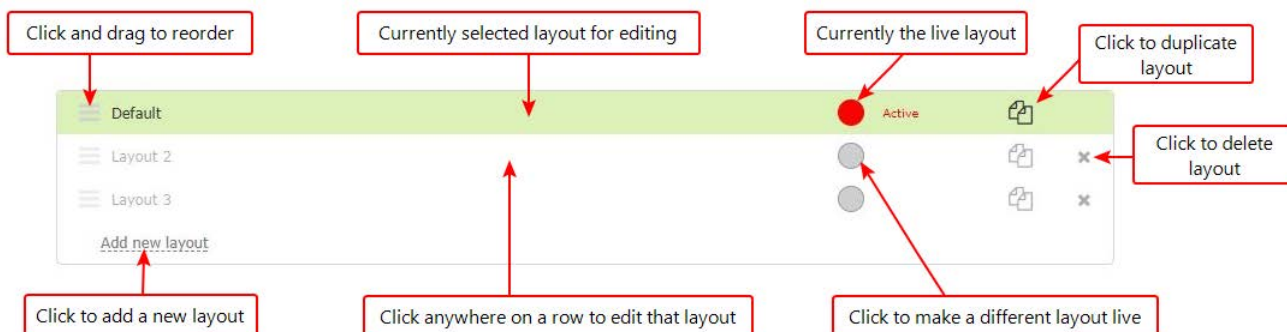 Click and drag to reorder
Currently selected layout for editing
Currently the live layout
Click to duplicate
layout
Default
Active
Layout 2
Click to delete
layout
Layout 3
Add new layout
Click to add a new layout
Click anywhere on a row to edit that layout
Click to make a different layout live